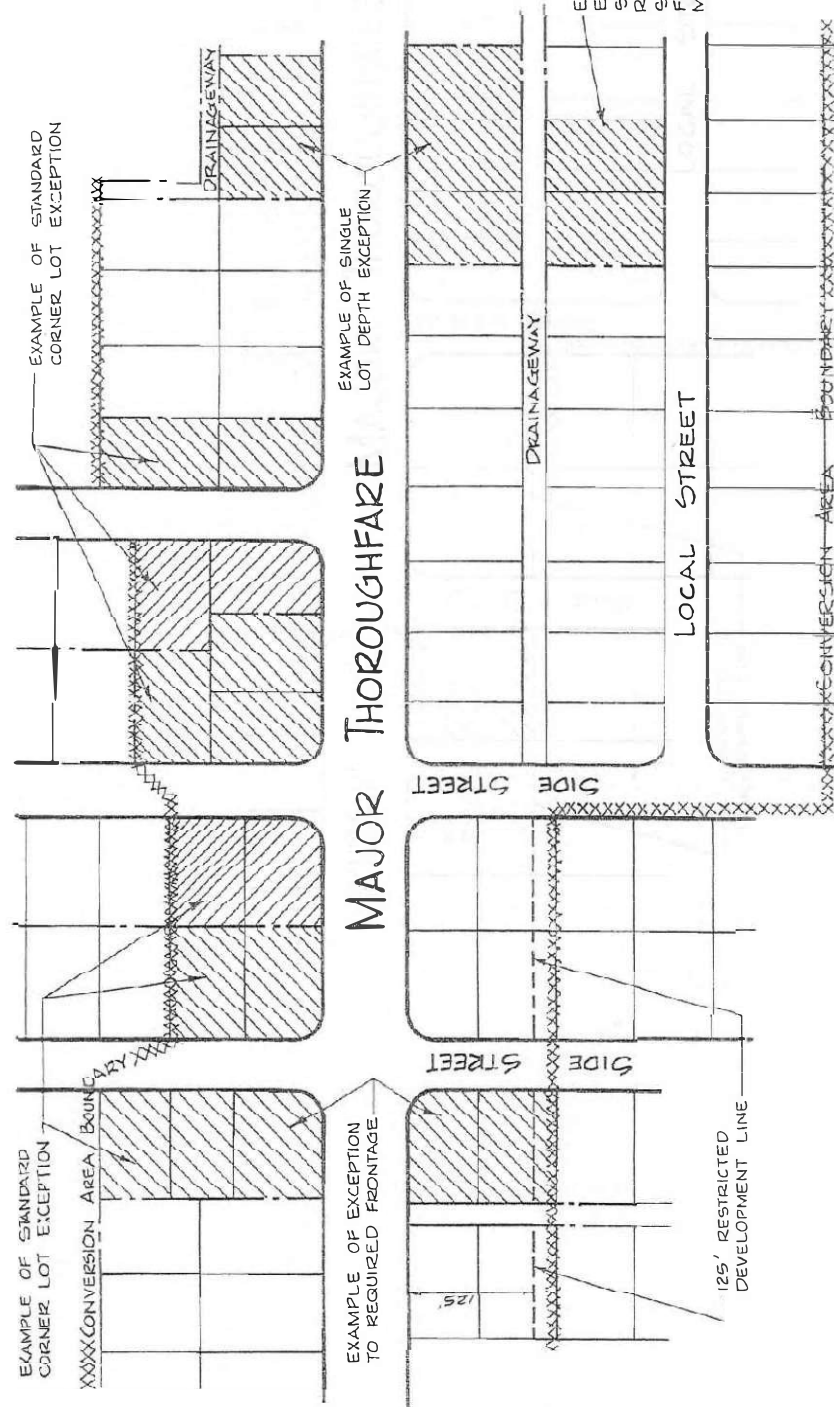 EXAMPLE OF STANDARD
CORNER LOT EXCEPTION
XXXXCONVERSION AREA BOUNDARY XXXX
EXAMPLE OF STANDARD
CORNER LOT EXCEPTION
DRAINAGEWAY
EXAMPLE OF EXCEPTION
TO REQUIRED FRONTAGE
MAJOR THOROUGHFARE
EXAMPLE OF SINGLE
LOT DEPTH EXCEPTION
125'
SIDE STREET
SIDE STREET
DRAINAGEWAY
LOCAL STREET
125' RESTRICTED
DEVELOPMENT LINE
CONVERSION AREA BOUNDARY